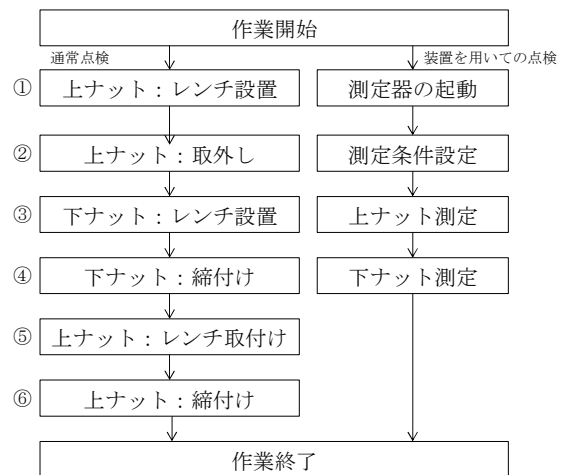 作業開始
通常点検
装置を用いての点検
① 上ナット：レンチ設置
② 上ナット：取外し
③ 下ナット：レンチ設置
④ 下ナット：締付け
⑤ 上ナット：レンチ取付け
⑥ 上ナット：締付け
測定器の起動
測定条件設定
上ナット測定
下ナット測定
作業終了